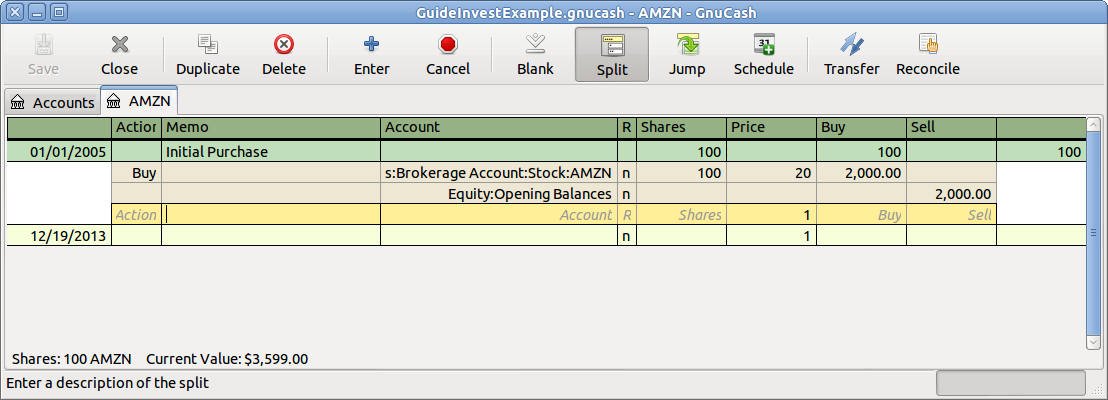 GuideInvestExample.gnucash - AMZN - GnuCash
Save Close Duplicate Delete Enter Cancel Blank Split Jump Schedule Transfer Reconcile
Accounts AMZN
Action Memo Account R Shares Price Buy Sell
01/01/2005 Initial Purchase 100 100 100
Buy s:Brokerage Account:Stock:AMZN n 100 20 2,000.00
Equity:Opening Balances n 2,000.00
Action Account R Shares 1 Buy Sell
12/19/2013 n 1
Shares: 100 AMZN Current Value: $3,599.00
Enter a description of the split